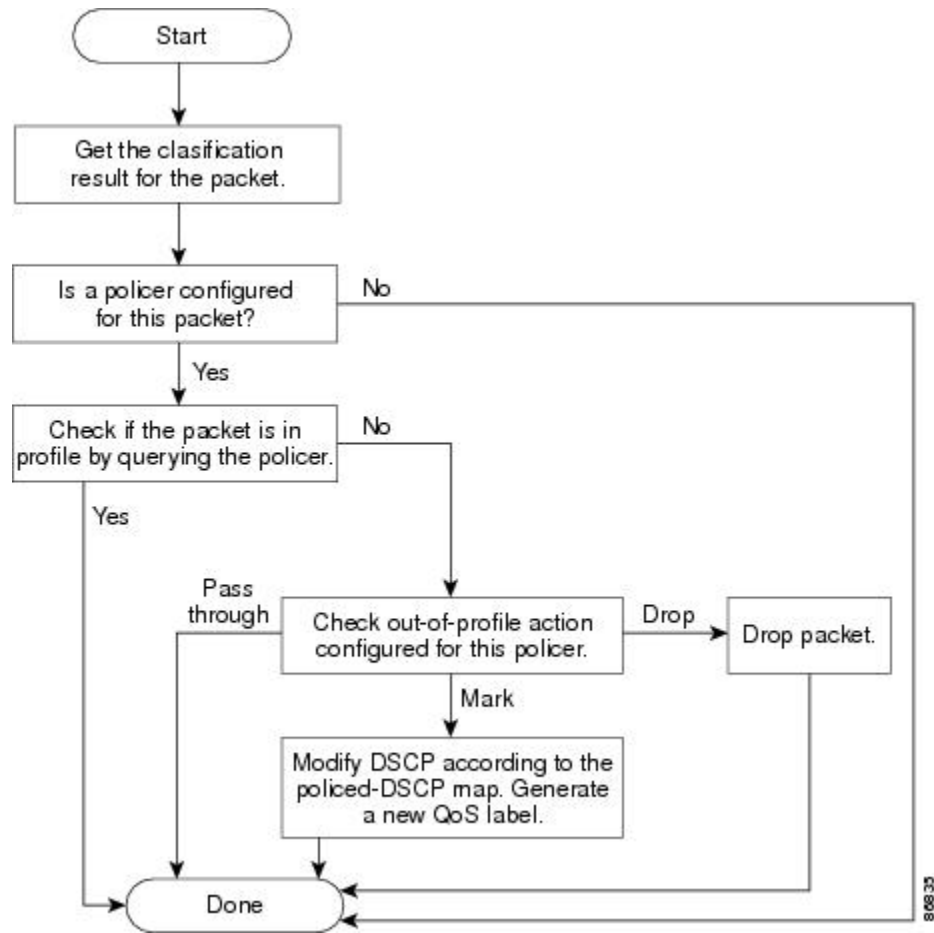 Start
Get the clasification
result for the packet.
Is a policer configured
for this packet?
No
Yes
Check if the packet is in
profile by querying the policer.
No
Yes
Pass
through
Check out-of-profile action
configured for this policer.
Drop
Drop packet.
Mark
Modify DSCP according to the
policed-DSCP map. Generate
a new QoS label.
Done
86835